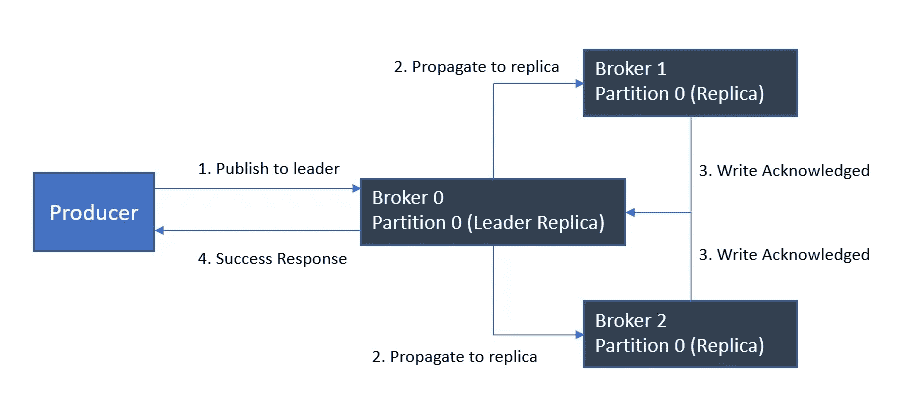 2. Propagate to replica
Broker 1
Partition 0 (Replica)
1. Publish to leader
3. Write Acknowledged
Producer
Broker 0
Partition 0 (Leader Replica)
4. Success Response
3. Write Acknowledged
Broker 2
Partition 0 (Replica)
2. Propagate to replica